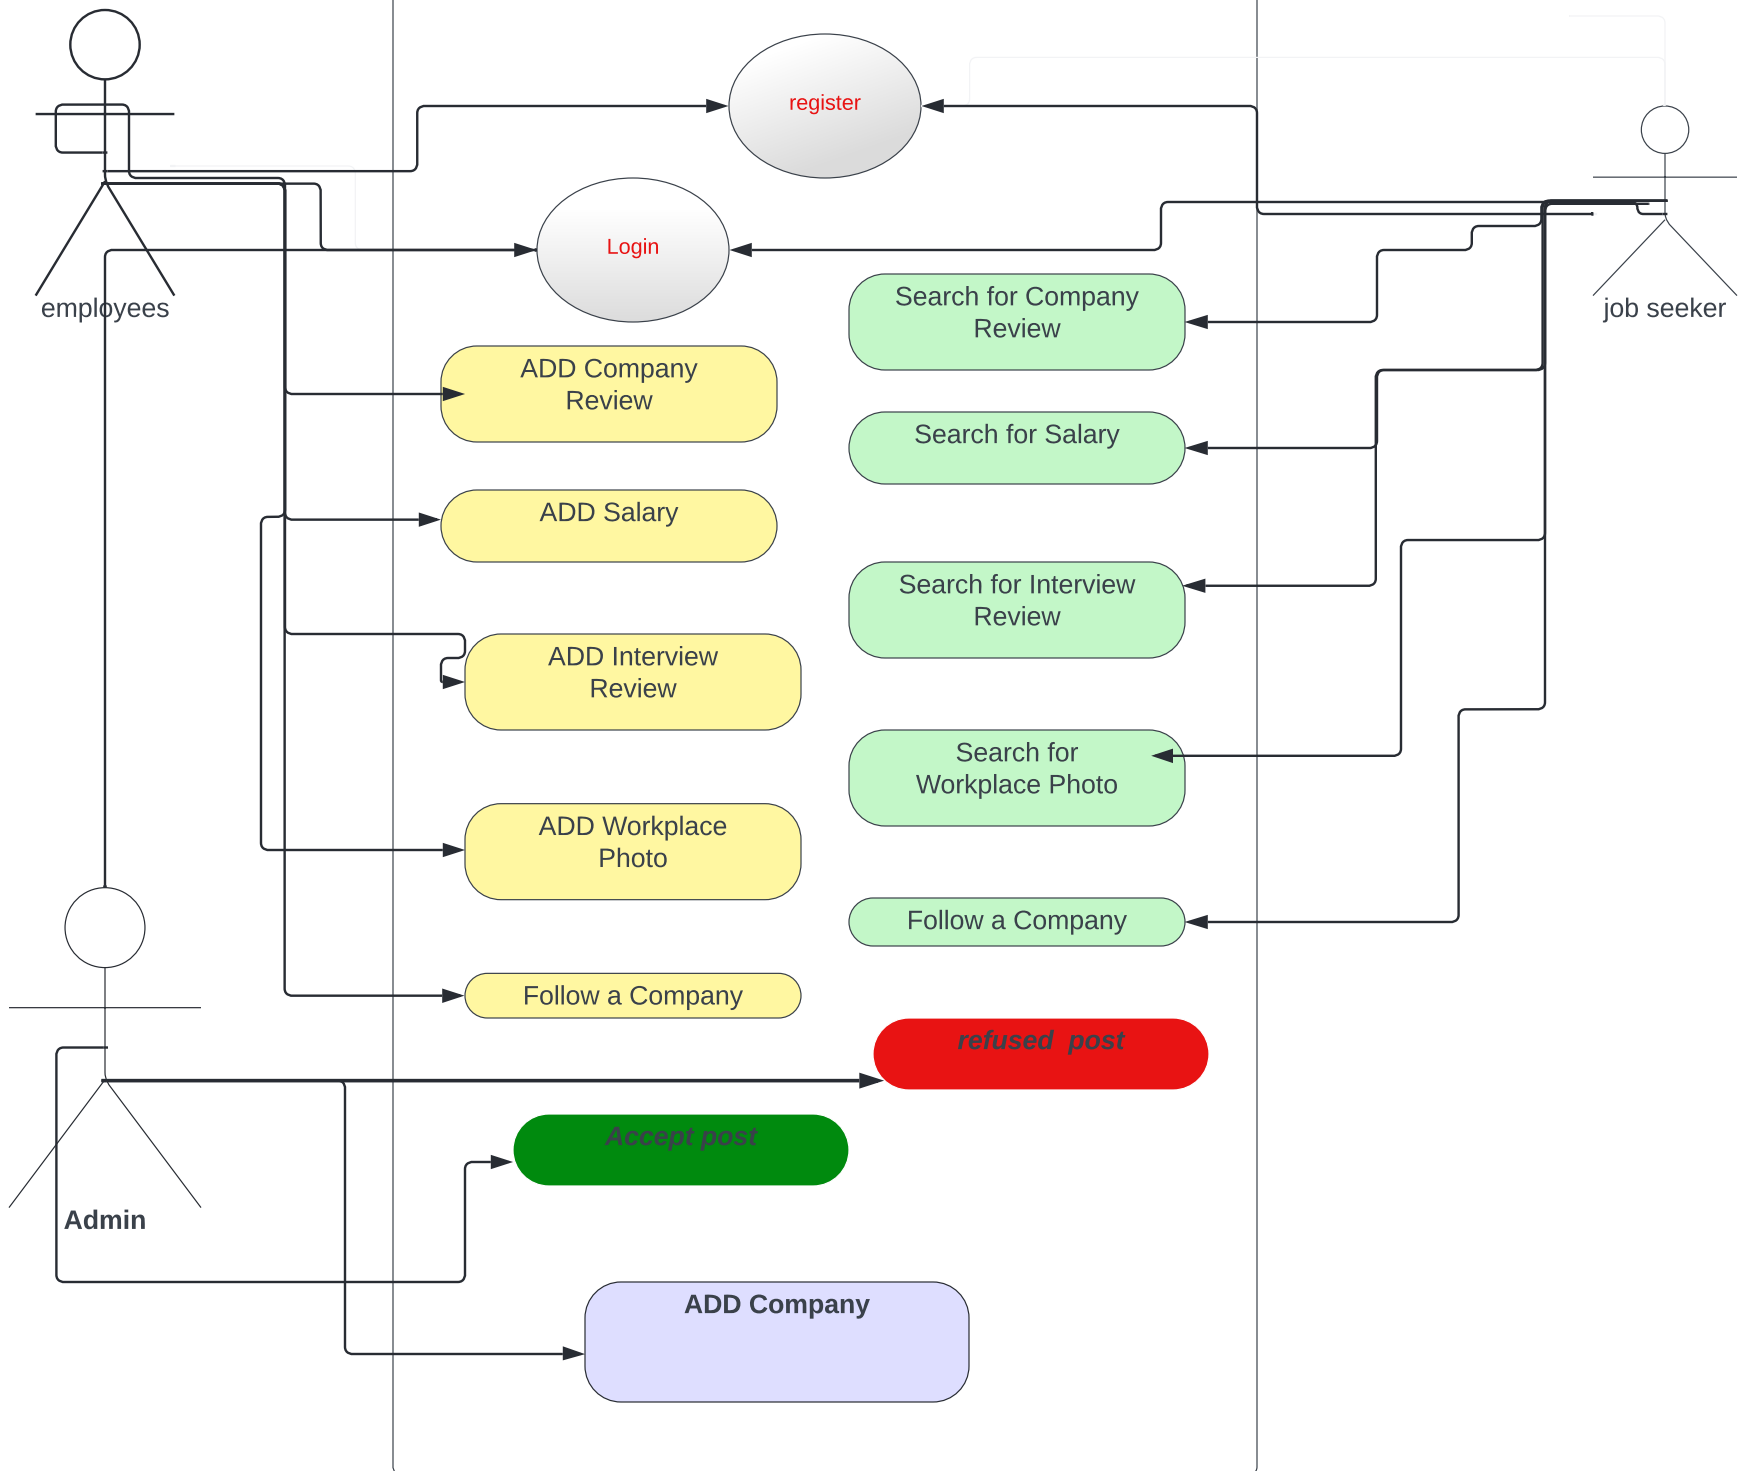 register
Login
employees
job seeker
Search for Company
Review
ADD Company
Review
Search for Salary
ADD Salary
Search for Interview
Review
ADD Interview
Review
Search for
Workplace Photo
ADD Workplace
Photo
Follow a Company
Follow a Company
refused  post
Accept post
Admin
ADD Company